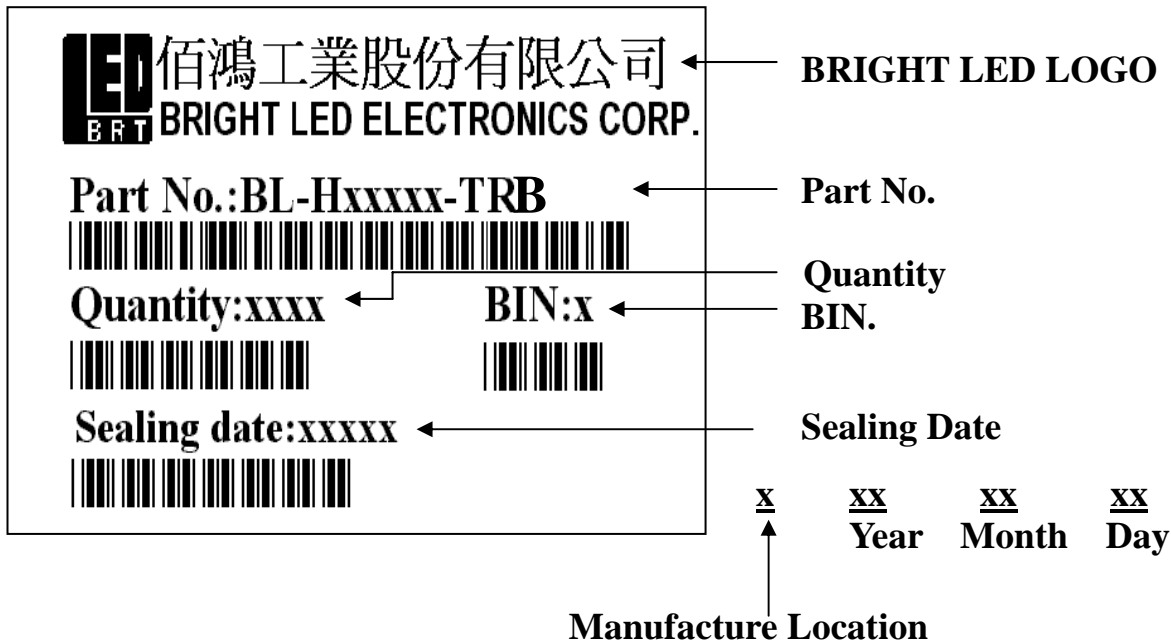 LED
BRT
佰鴻工業股份有限公司
BRIGHT LED ELECTRONICS CORP.
BRIGHT LED LOGO
Part No.:BL-Hxxxxx-TRB
Part No.
Quantity:xxxx
BIN:x
Quantity
BIN.
Sealing date:xxxxx
Sealing Date
x xx xx xx
Year Month Day
Manufacture Location